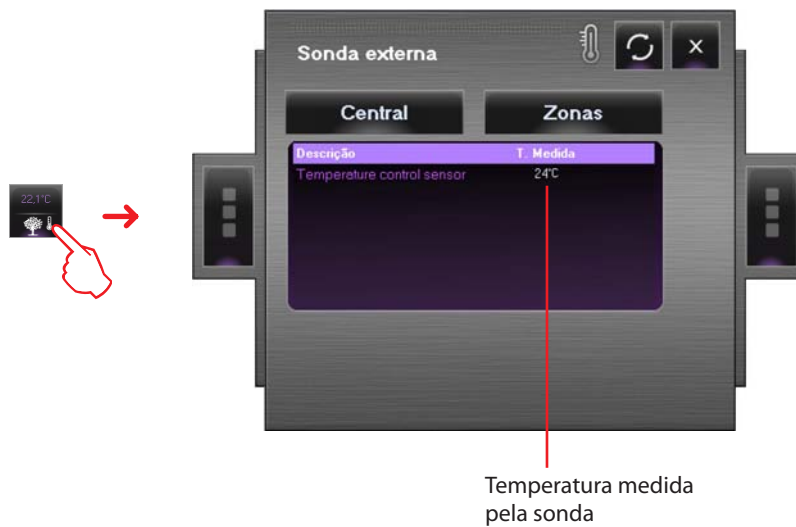 Sonda externa
x
Central
Zonas
Descrição T. Medida
Temperature control sensor 24°C
22,1°C
Temperatura medida
pela sonda